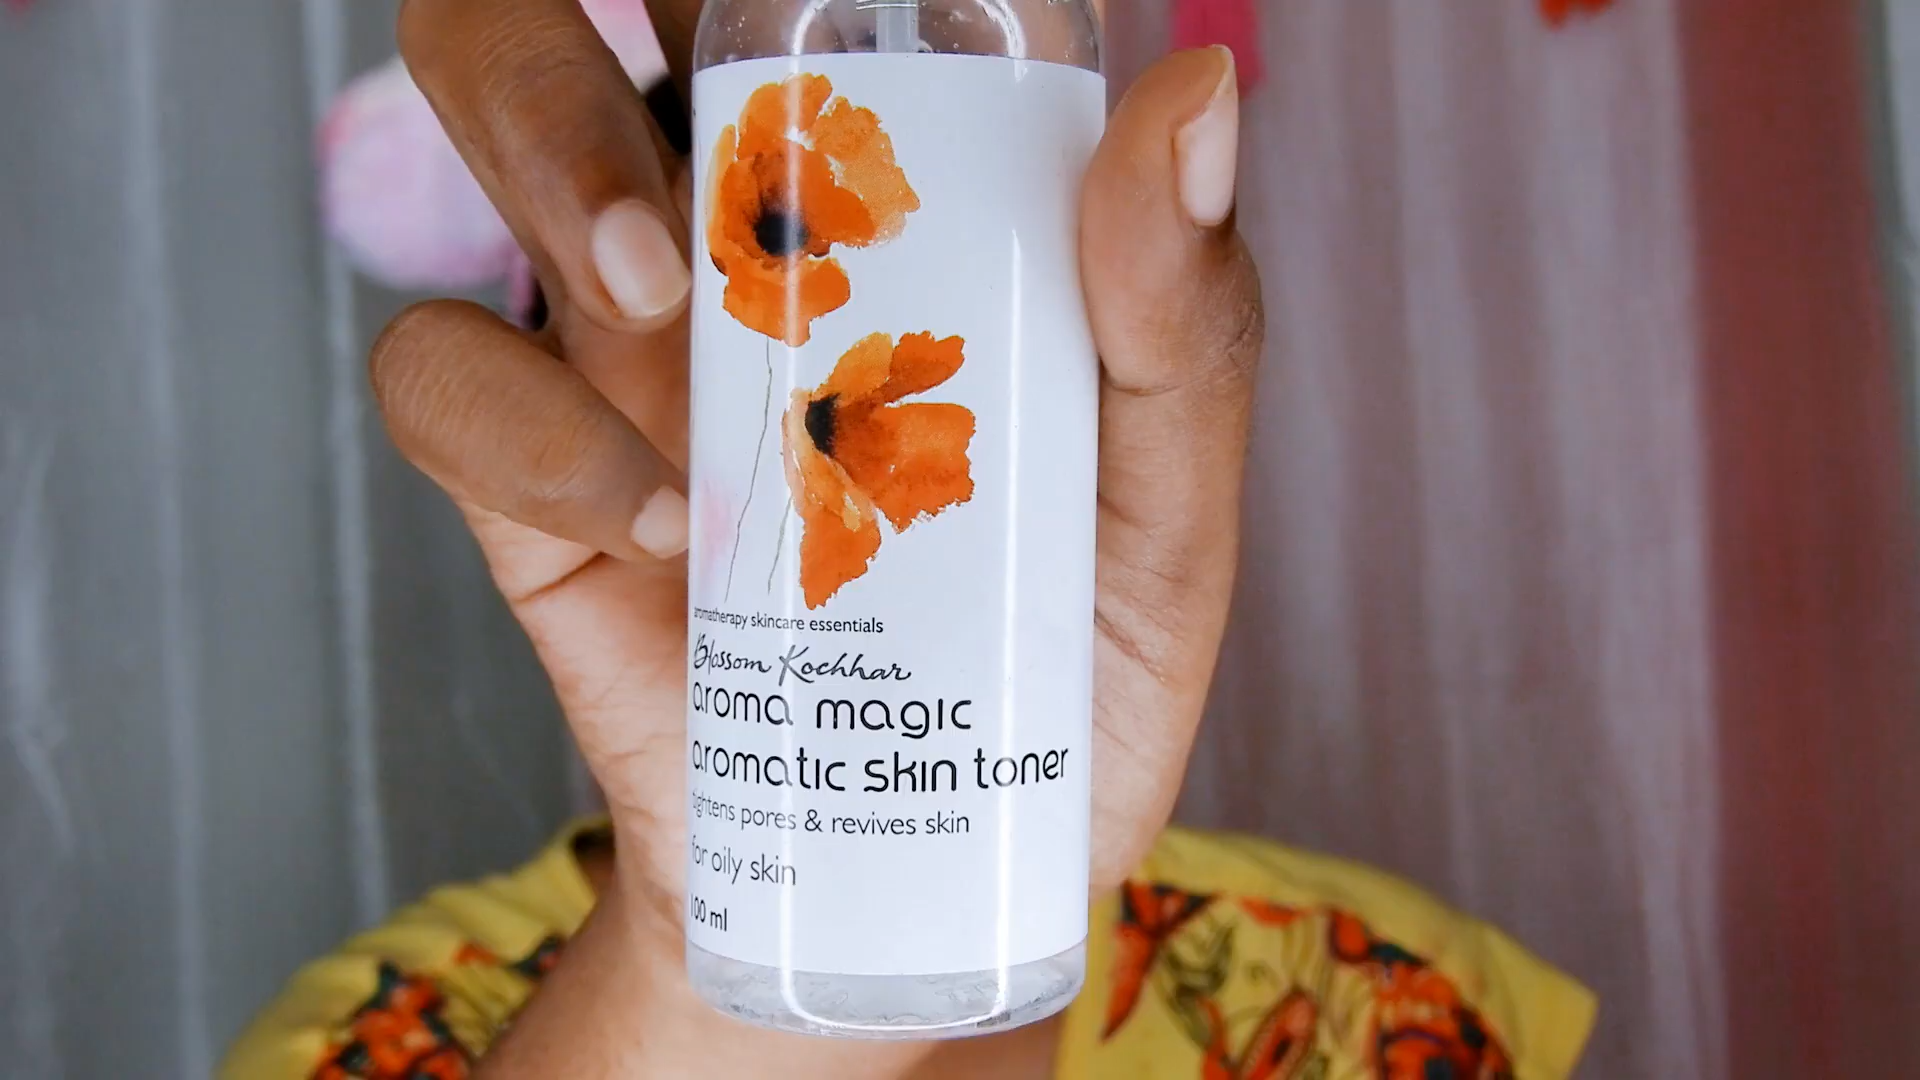 aromatherapy skincare essentials
Blossom Kochhar
aroma magic
aromatic skin toner
tightens pores & revives skin
for oily skin
100 ml